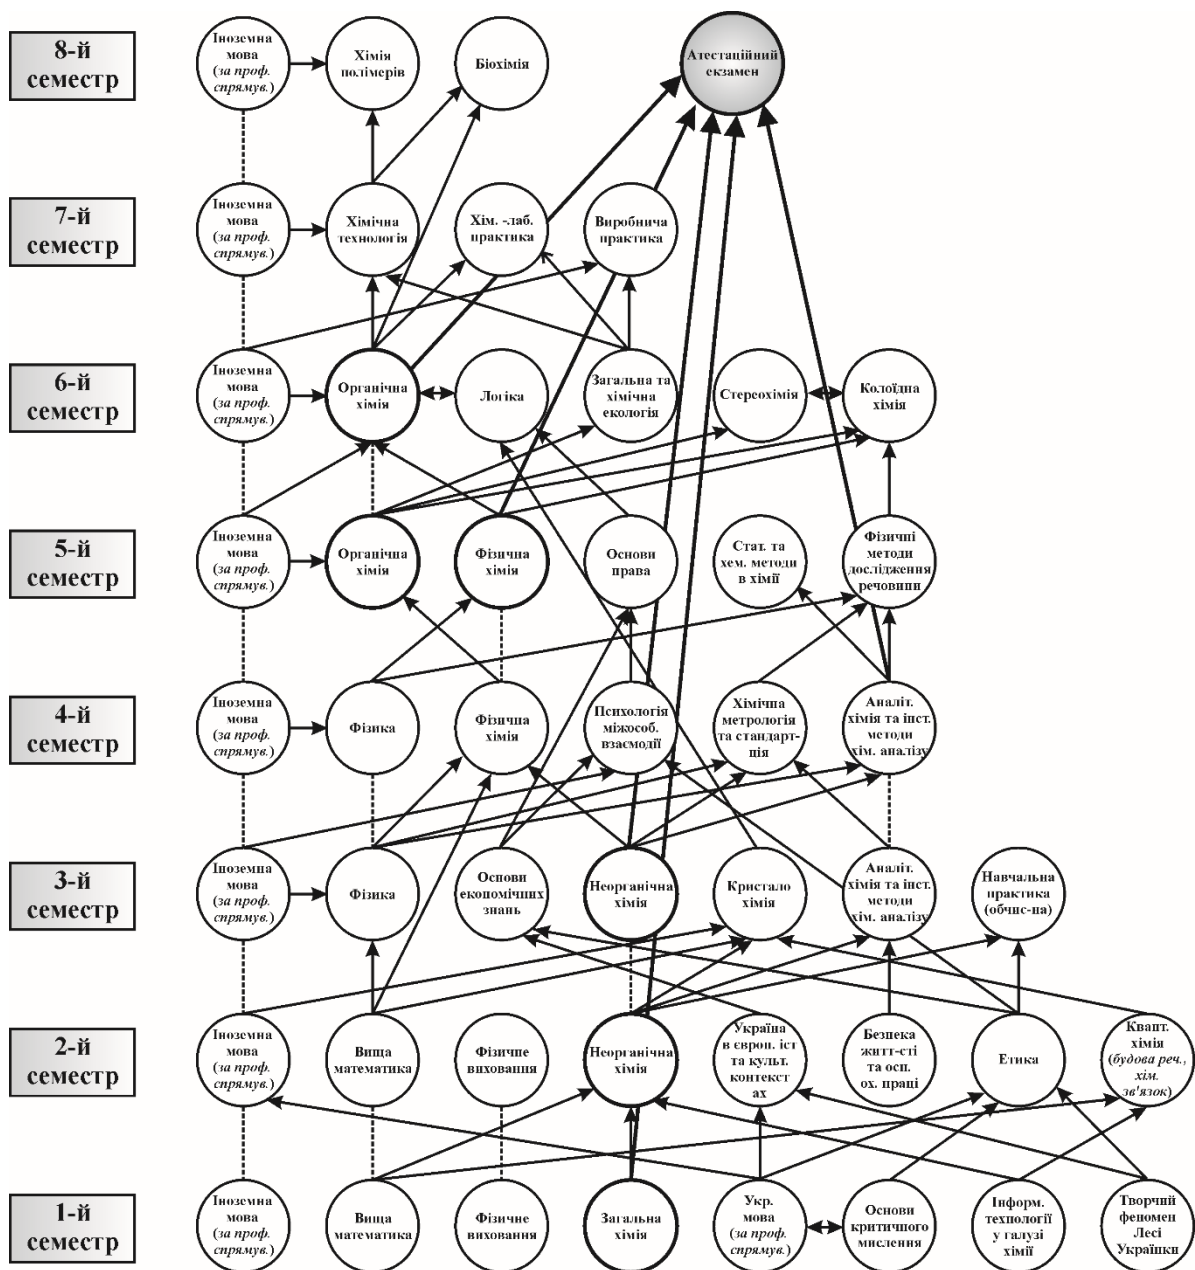 8-й
семестр
Іноземна
мова
(за проф.
спрямув.)
Хімія
полімерів
Біохімія
Атестаційний
екзамен
7-й
семестр
Іноземна
мова
(за проф.
спрямув.)
Хімічна
технологія
Хім. -лаб.
практика
Виробнича
практика
6-й
семестр
Іноземна
мова
(за проф.
спрямув.)
Органічна
хімія
Логіка
Загальна та
хімічна
екологія
Стереохімія
Колоїдна
хімія
5-й
семестр
Іноземна
мова
(за проф.
спрямув.)
Органічна
хімія
Фізична
хімія
Основи
права
Стат. та
хем. методи
в хімії
Фізичні
методи
дослідження
речовини
4-й
семестр
Іноземна
мова
(за проф.
спрямув.)
Фізика
Фізична
хімія
Психологія
міжособ.
взаємодії
Хімічна
метрологія
та стандарт-
ція
Аналіт.
хімія та інст.
методи
хім. аналізу
3-й
семестр
Іноземна
мова
(за проф.
спрямув.)
Фізика
Основи
економічних
знань
Неорганічна
хімія
Кристало
хімія
Аналіт.
хімія та інст.
методи
хім. аналізу
Навчальна
практика
(обчис-на)
2-й
семестр
Іноземна
мова
(за проф.
спрямув.)
Вища
математика
Фізичне
виховання
Неорганічна
хімія
Україна
в європ. іст
та культ.
контекст
ах
Безпека
житт-сті
та осн.
ох. праці
Етика
Квант.
хімія
(будова реч.,
хім.
зв'язок)
1-й
семестр
Іноземна
мова
(за проф.
спрямув.)
Вища
математика
Фізичне
виховання
Загальна
хімія
Укр.
мова
(за проф.
спрямув.)
Основи
критичного
мислення
Інформ.
технології
у галузі
хімії
Творчий
феномен
Лесі
Українки